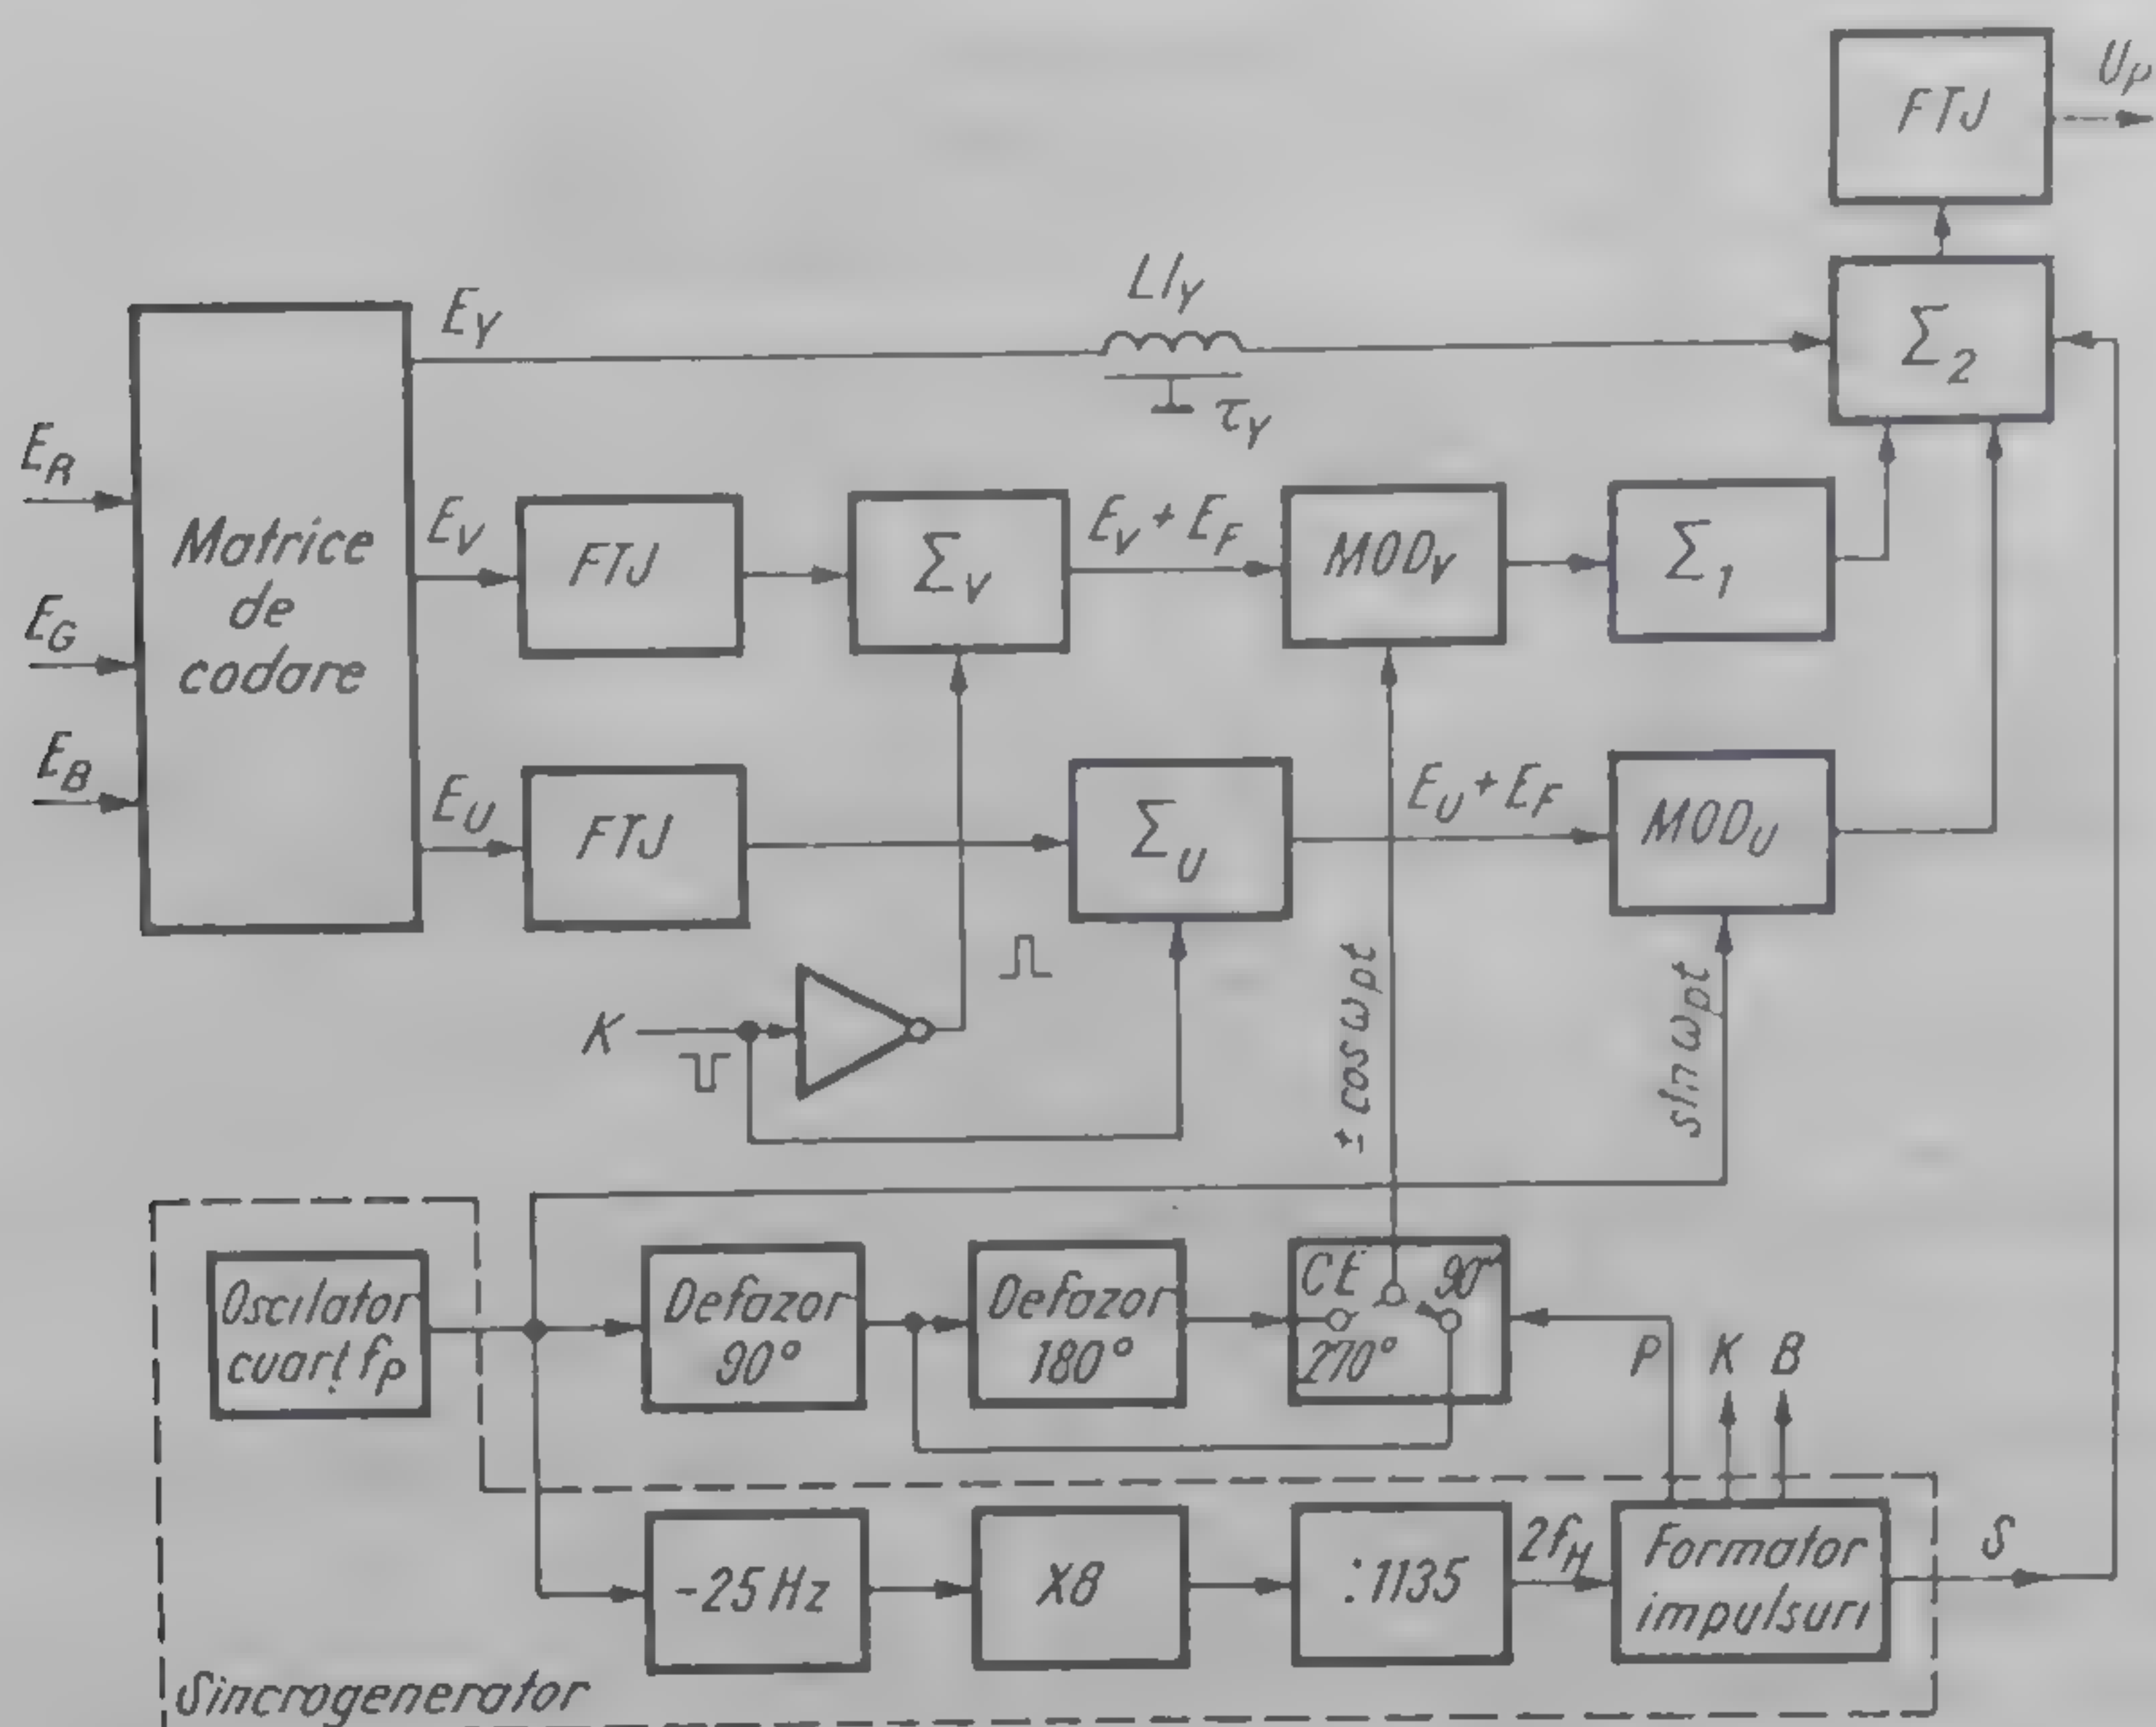 FTJ
U_P
E_Y
LI_Y
τ_Y
Σ_2
E_R
E_G
E_B
Matrice
de
codare
E_V
FTJ
Σ_V
E_V + E_F
MOD_V
Σ_1
E_U
FTJ
Σ_U
E_U + E_F
MOD_U
K
± cos ω_pt
sin ω_pt
Oscilator
cuarț f_p
Defazor
90°
Defazor
180°
CE
90°
270°
P
K
B
-25 Hz
X8
:1135
2f_H
Formator
impulsuri
S
Sincrogenerator